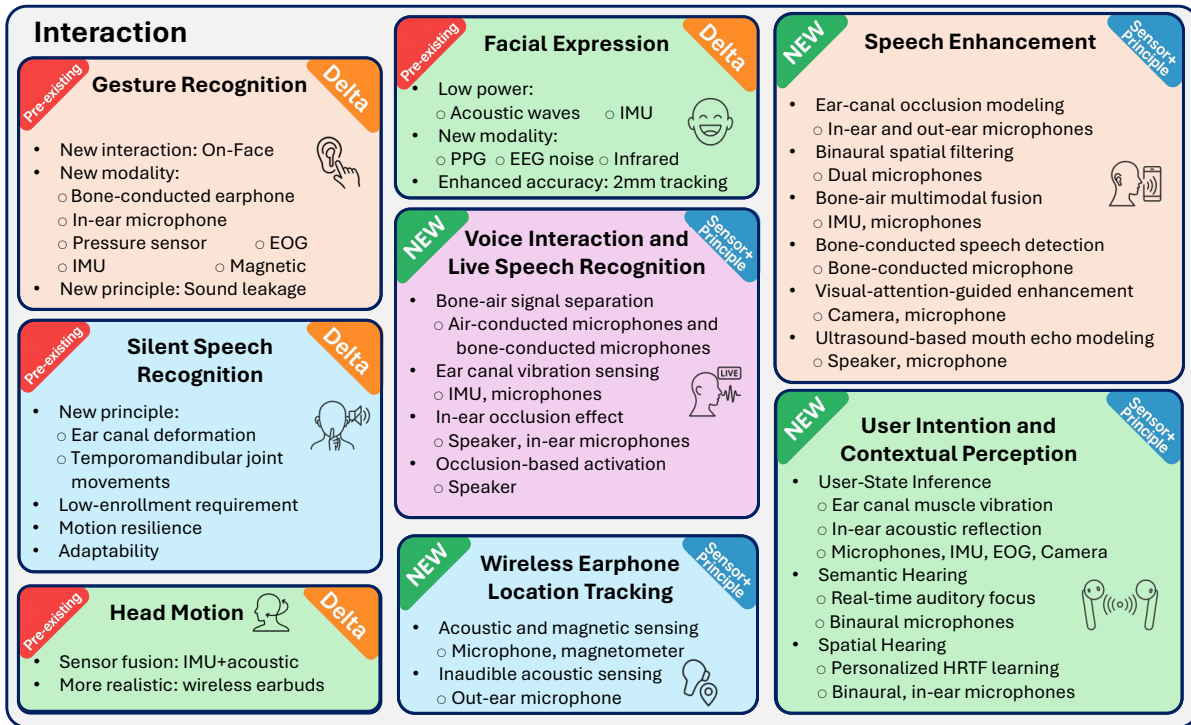 Interaction
Pre-existing
Gesture Recognition
Delta
• New interaction: On-Face
• New modality:
○ Bone-conducted earphone
○ In-ear microphone
○ Pressure sensor ○ EOG
○ IMU ○ Magnetic
• New principle: Sound leakage
Pre-existing
Silent Speech
Recognition
Delta
• New principle:
○ Ear canal deformation
○ Temporomandibular joint
movements
• Low-enrollment requirement
• Motion resilience
• Adaptability
Pre-existing
Head Motion
Delta
• Sensor fusion: IMU+acoustic
• More realistic: wireless earbuds
Pre-existing
Facial Expression
Delta
• Low power:
○ Acoustic waves ○ IMU
• New modality:
○ PPG ○ EEG noise ○ Infrared
• Enhanced accuracy: 2mm tracking
NEW
Voice Interaction and
Live Speech Recognition
Sensor+
Principle
• Bone-air signal separation
○ Air-conducted microphones and
bone-conducted microphones
• Ear canal vibration sensing
○ IMU, microphones
• In-ear occlusion effect
○ Speaker, in-ear microphones
• Occlusion-based activation
○ Speaker
LIVE
NEW
Wireless Earphone
Location Tracking
Sensor+
Principle
• Acoustic and magnetic sensing
○ Microphone, magnetometer
• Inaudible acoustic sensing
○ Out-ear microphone
NEW
Speech Enhancement
Sensor+
Principle
• Ear-canal occlusion modeling
○ In-ear and out-ear microphones
• Binaural spatial filtering
○ Dual microphones
• Bone-air multimodal fusion
○ IMU, microphones
• Bone-conducted speech detection
○ Bone-conducted microphone
• Visual-attention-guided enhancement
○ Camera, microphone
• Ultrasound-based mouth echo modeling
○ Speaker, microphone
NEW
User Intention and
Contextual Perception
Sensor+
Principle
• User-State Inference
○ Ear canal muscle vibration
○ In-ear acoustic reflection
○ Microphones, IMU, EOG, Camera
• Semantic Hearing
○ Real-time auditory focus
○ Binaural microphones
• Spatial Hearing
○ Personalized HRTF learning
○ Binaural, in-ear microphones